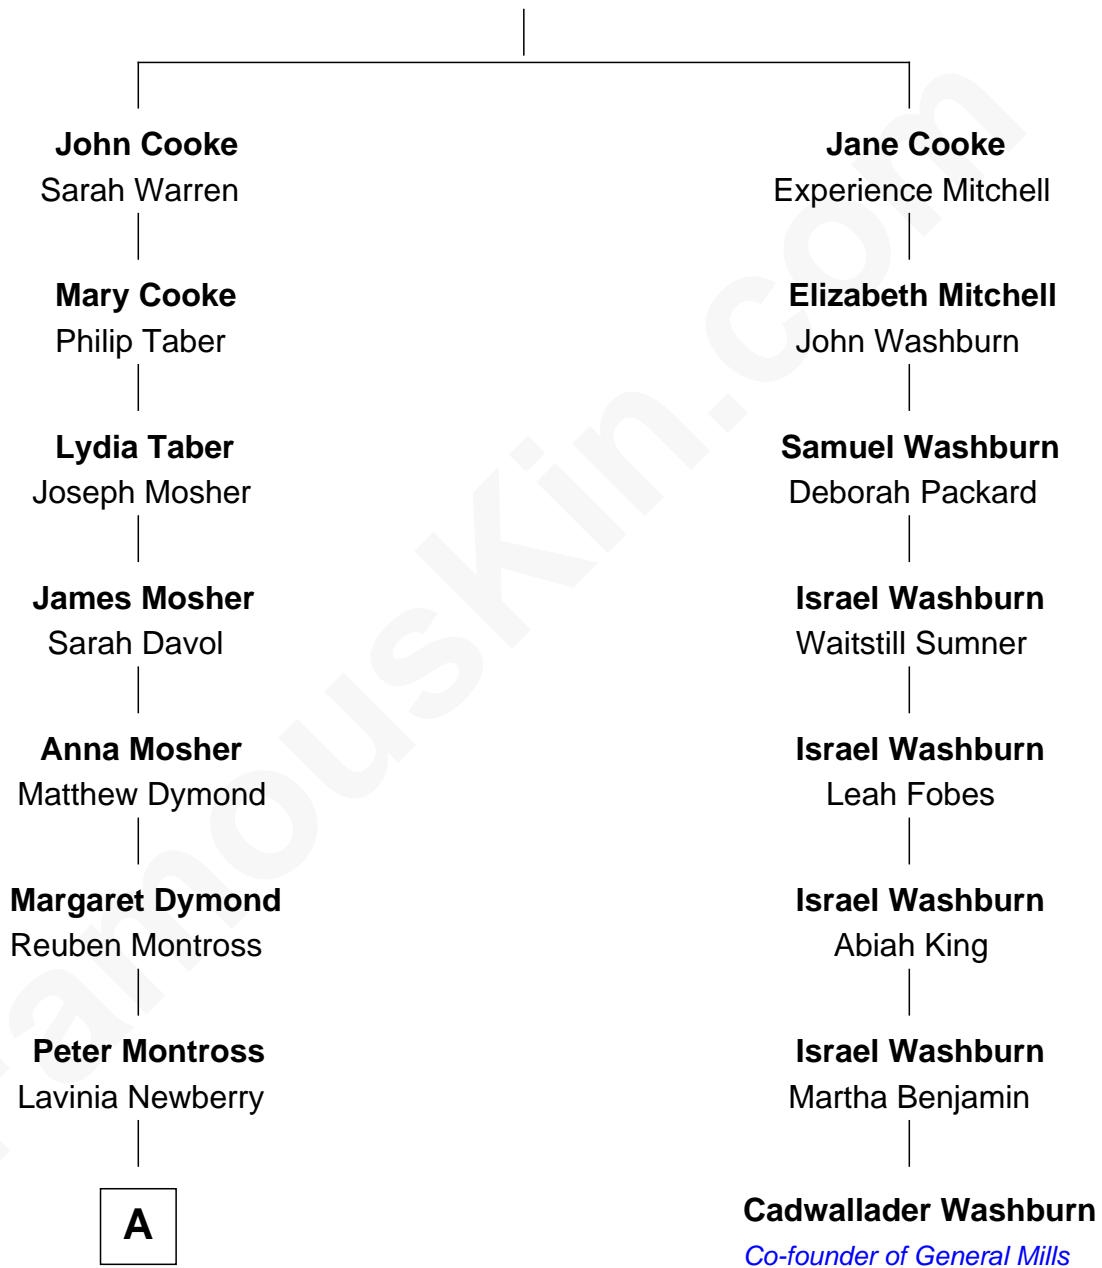 John Cooke
Sarah Warren
Jane Cooke
Experience Mitchell
Mary Cooke
Philip Taber
Elizabeth Mitchell
John Washburn
Lydia Taber
Joseph Mosher
Samuel Washburn
Deborah Packard
James Mosher
Sarah Davol
Israel Washburn
Waitstill Sumner
Anna Mosher
Matthew Dymond
Israel Washburn
Leah Fobes
Margaret Dymond
Reuben Montross
Israel Washburn
Abiah King
Peter Montross
Lavinia Newberry
Israel Washburn
Martha Benjamin
A
Cadwallader Washburn
Co-founder of General Mills
FamousKin.com